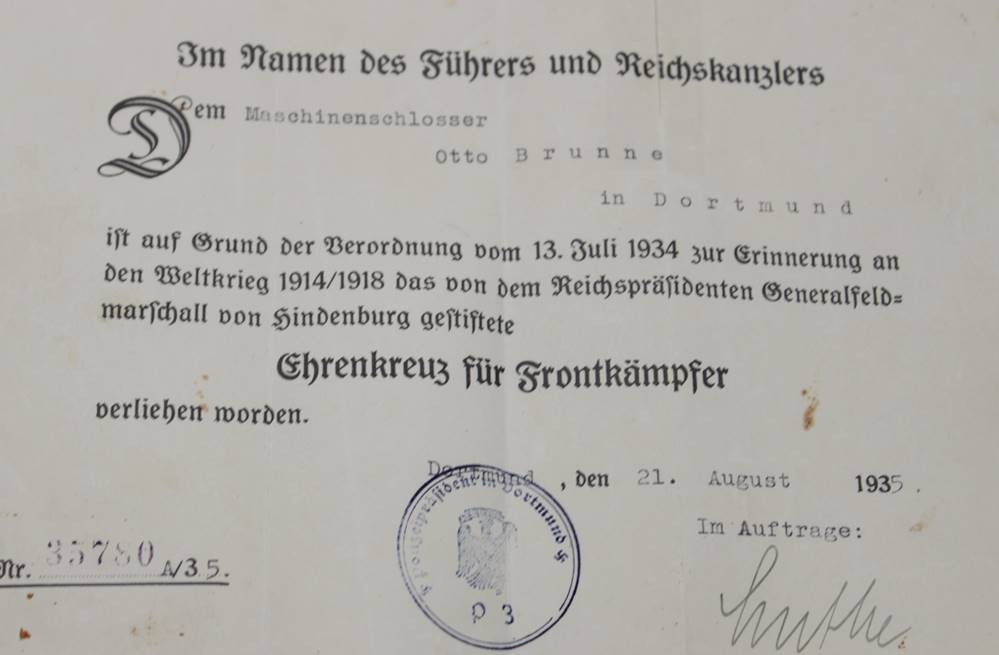 Im Namen des Führers und Reichskanzlers
Dem Maschinenschlosser
Otto B r u n n e
in D o r t m u n d
iſt auf Grund der Verordnung vom 13. Juli 1934 zur Erinnerung an
den Weltkrieg 1914/1918 das von dem Reichspräſidenten Generalfeld=
marſchall von Hindenburg geſtiftete
Ehrenkreuz für Frontkämpfer
verliehen worden.
Dortmund, den 21. August 1935.
Polizeipräſident in Dortmund
Im Auftrage:
Nr. 35780 A/35.
3